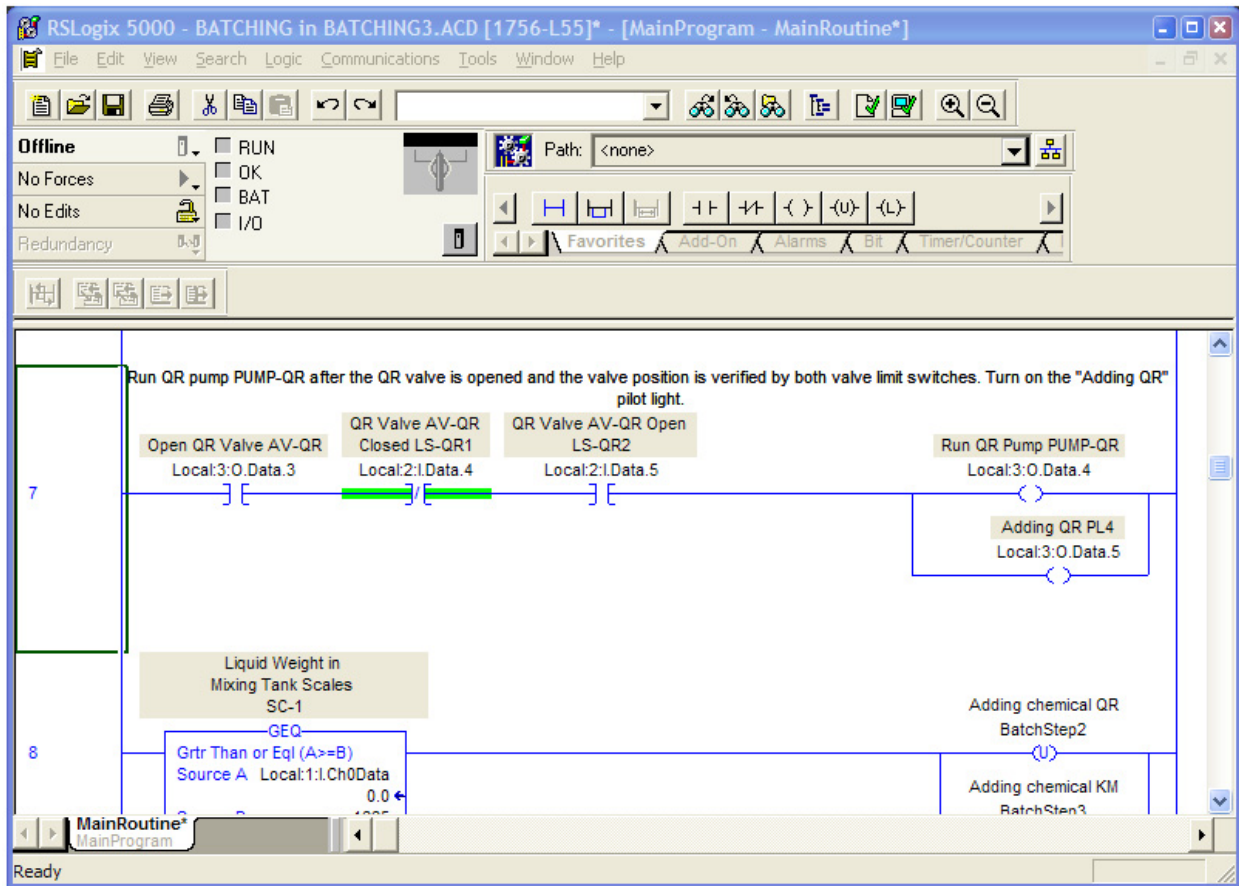 RSLogix 5000 - BATCHING in BATCHING3.ACD [1756-L55]* - [MainProgram - MainRoutine*]
File Edit View Search Logic Communications Tools Window Help
Offline
RUN
No Forces
OK
No Edits
BAT
Redundancy
I/O
Path: <none>
Favorites Add-On Alarms Bit Timer/Counter
Run QR pump PUMP-QR after the QR valve is opened and the valve position is verified by both valve limit switches. Turn on the "Adding QR"
pilot light.
Open QR Valve AV-QR
Local:3:O.Data.3
QR Valve AV-QR
Closed LS-QR1
Local:2:I.Data.4
QR Valve AV-QR Open
LS-QR2
Local:2:I.Data.5
Run QR Pump PUMP-QR
Local:3:O.Data.4
7
Adding QR PL4
Local:3:O.Data.5
Liquid Weight in
Mixing Tank Scales
SC-1
GEQ
8
Grtr Than or Eql (A>=B)
Source A Local:1:I.Ch0Data
0.0
Adding chemical QR
BatchStep2
U
Adding chemical KM
BatchStep3
MainRoutine*
MainProgram
Ready